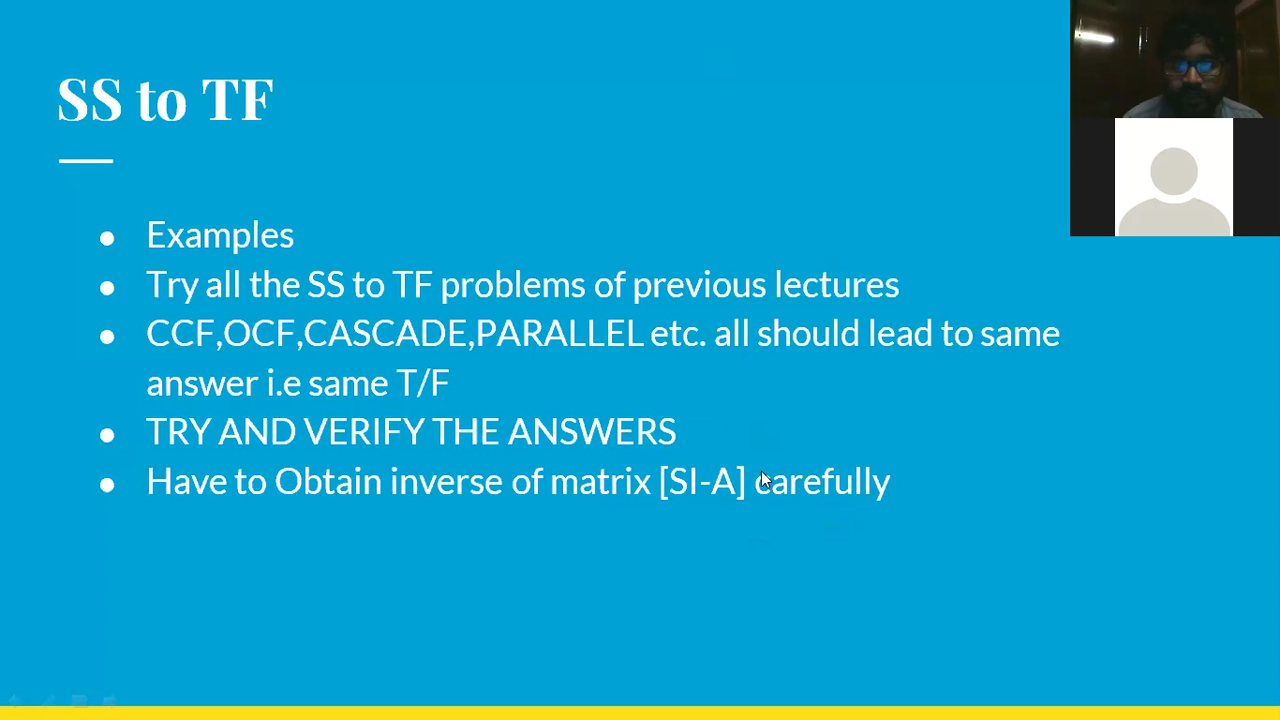 SS to TF
Examples
Try all the SS to TF problems of previous lectures
CCF,OCF,CASCADE,PARALLEL etc. all should lead to same
answer i.e same T/F
TRY AND VERIFY THE ANSWERS
Have to Obtain inverse of matrix [SI-A] carefully